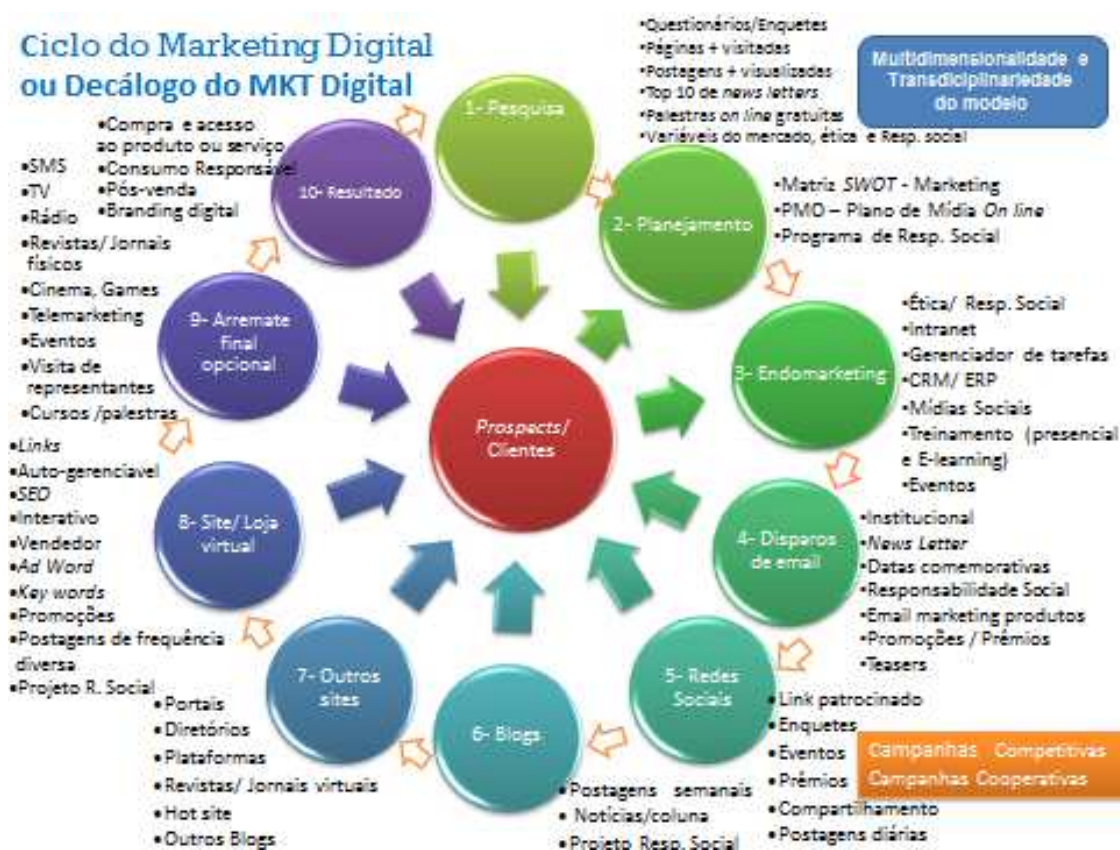 Ciclo do Marketing Digital
ou Decálogo do MKT Digital
Multidimensionalidade e
Transdiciplinariedade
do modelo
1- Pesquisa
•Questionários/Enquetes
•Páginas + visitadas
•Postagens + visualizadas
•Top 10 de news letters
•Palestras on line gratuitas
•Variáveis do mercado, ética e Resp. social
2- Planejamento
•Matriz SWOT - Marketing
•PMO – Plano de Mídia On line
•Programa de Resp. Social
3- Endomarketing
•Ética/ Resp. Social
•Intranet
•Gerenciador de tarefas
•CRM/ ERP
•Mídias Sociais
•Treinamento (presencial
e E-learning)
•Eventos
4- Disparos
de email
•Institucional
•News Letter
•Datas comemorativas
•Responsabilidade Social
•Email marketing produtos
•Promoções / Prêmios
•Teasers
5- Redes
Sociais
•Link patrocinado
•Enquetes
•Eventos
•Prêmios
•Compartilhamento
•Postagens diárias
Campanhas Competitivas
Campanhas Cooperativas
6- Blogs
•Postagens semanais
•Notícias/coluna
•Projeto Resp. Social
7- Outros
sites
•Portais
•Diretórios
•Plataformas
•Revistas/ Jornais virtuais
•Hot site
•Outros Blogs
8- Site/ Loja
virtual
•Links
•Auto-gerenciavel
•SEO
•Interativo
•Vendedor
•Ad Word
•Key words
•Promoções
•Postagens de frequência
diversa
•Projeto R. Social
9- Arremate
final
opcional
•SMS
•TV
•Rádio
•Revistas/ Jornais
físicos
•Cinema, Games
•Telemarketing
•Eventos
•Visita de
representantes
•Cursos /palestras
10- Resultado
•Compra e acesso
ao produto ou serviço
•Consumo Responsável
•Pós-venda
•Branding digital
Prospects/
Clientes